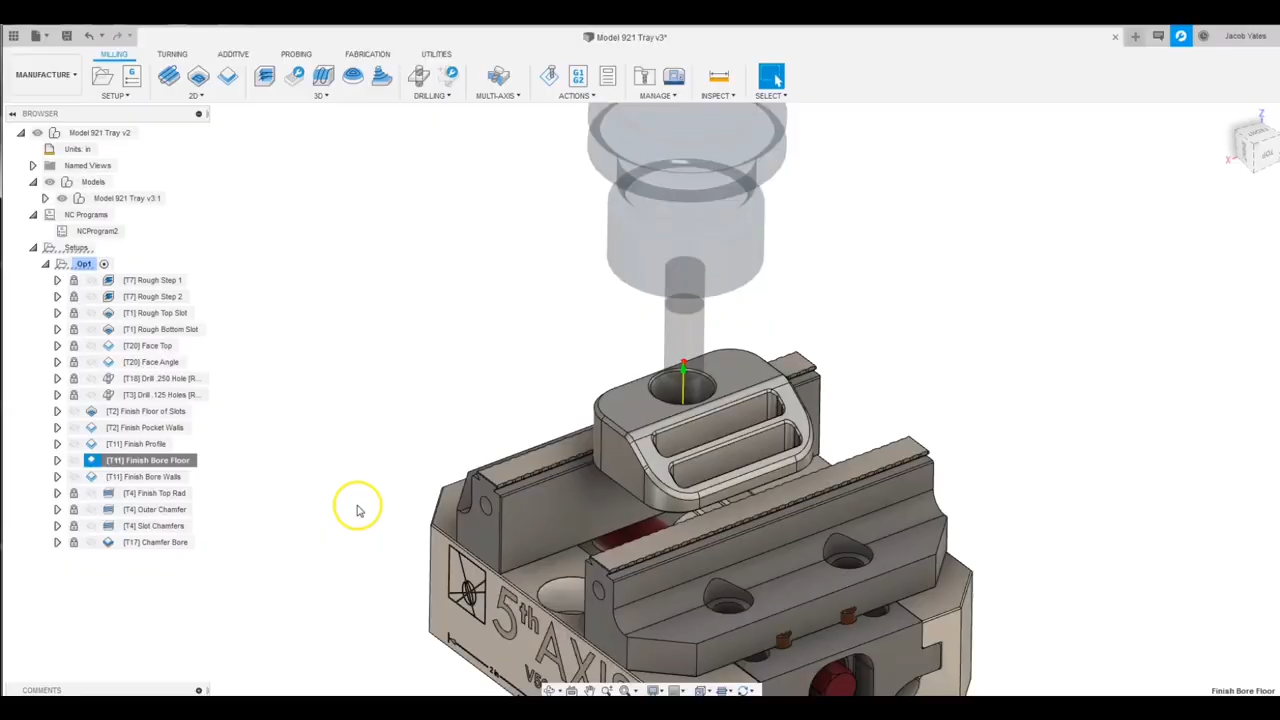 Model 921 Tray v3*
Jacob Yates
MILLING TURNING ADDITIVE PROBING FABRICATION UTILITIES
MANUFACTURE
G1
G2
SETUP 2D 3D DRILLING MULTI-AXIS ACTIONS MANAGE INSPECT SELECT
BROWSER
Model 921 Tray v2
Units: in
Named Views
Models
Model 921 Tray v3:1
NC Programs
NCProgram2
Setups
Op1
[T7] Rough Step 1
[T7] Rough Step 2
[T1] Rough Top Slot
[T1] Rough Bottom Slot
[T20] Face Top
[T20] Face Angle
[T18] Drill .250 Hole [R...
[T3] Drill .125 Holes [R...
[T2] Finish Floor of Slots
[T2] Finish Pocket Walls
[T11] Finish Profile
[T11] Finish Bore Floor
[T11] Finish Bore Walls
[T4] Finish Top Rad
[T4] Outer Chamfer
[T4] Slot Chamfers
[T17] Chamfer Bore
Z
X
FRONT
TOP
5th AXIS
COMMENTS
Finish Bore Floor